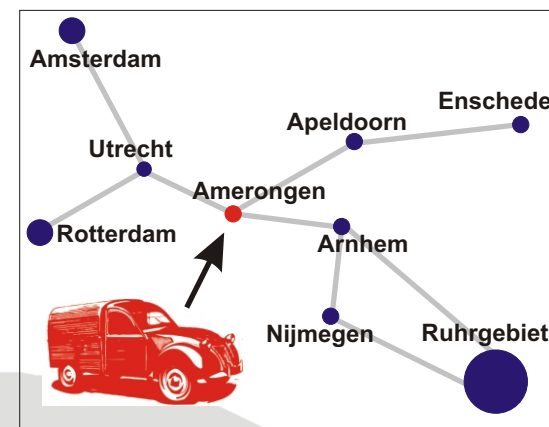 Amsterdam
Enschede
Apeldoorn
Utrecht
Amerongen
Rotterdam
Arnhem
Nijmegen
Ruhrgebiet